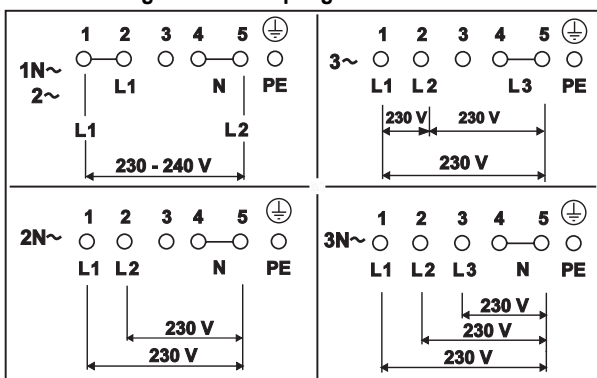 1 2 3 4 5
1N~
2~
L1 N PE
L1 L2
230 - 240 V
1 2 3 4 5
3~
L1 L2 L3 PE
230 V 230 V
230 V
1 2 3 4 5
2N~
L1 L2 N PE
230 V
230 V
1 2 3 4 5
3N~
L1 L2 L3 N PE
230 V
230 V
230 V